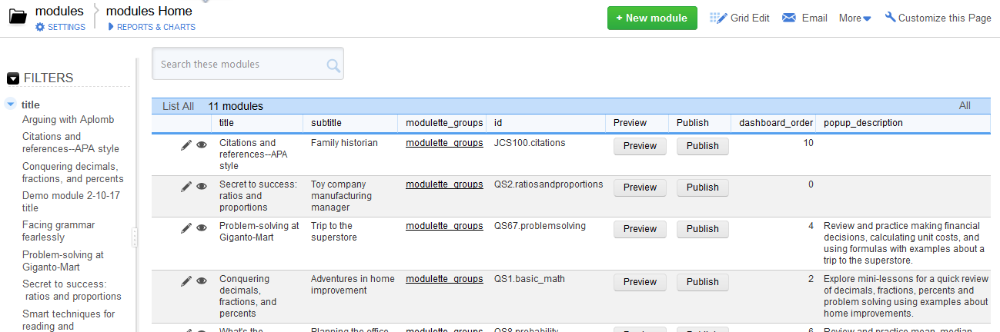 modules
modules Home
SETTINGS
REPORTS & CHARTS
+ New module
Grid Edit
Email
More
Customize this Page
FILTERS
title
Arguing with Aplomb
Citations and
references--APA style
Conquering decimals,
fractions, and percents
Demo module 2-10-17
title
Facing grammar
fearlessly
Problem-solving at
Giganto-Mart
Secret to success:
ratios and proportions
Smart techniques for
reading and
Search these modules
List All 11 modules All
title subtitle modulette_groups id Preview Publish dashboard_order popup_description
Citations and Family historian modulette_groups JCS100.citations Preview Publish 10
references--APA
style
Secret to success: Toy company modulette_groups QS2.ratiosandproportions Preview Publish 0
ratios and manufacturing
proportions manager
Problem-solving at Trip to the modulette_groups QS67.problemsolving Preview Publish 4 Review and practice making financial
Giganto-Mart superstore decisions, calculating unit costs, and
using formulas with examples about a
trip to the superstore.
Conquering Adventures in home modulette_groups QS1.basic_math Preview Publish 2 Explore mini-lessons for a quick review
decimals, improvement of decimals, fractions, percents and
fractions, and problem solving using examples about
percents home improvements.
What's the Planning the office modulette_groups QS8.probability Preview Publish 6 Review and practice mean, median